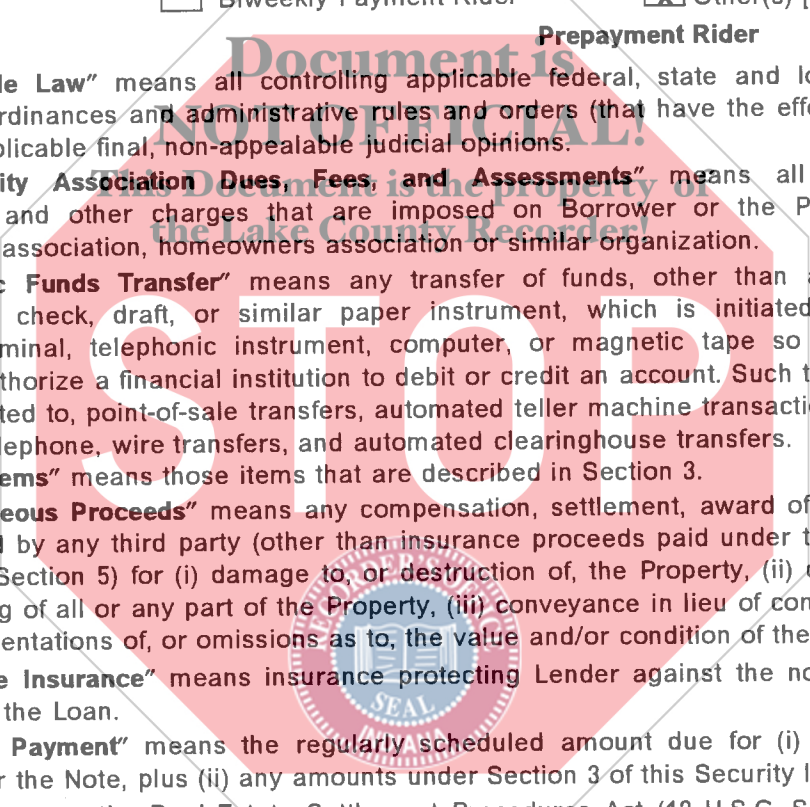 Biweekly Payment Rider
Prepayment Rider
Document is
le Law" means all controlling applicable federal, state and lo
rdinances and administrative rules and orders (that have the effe
NOT OFFICIAL!
plicable final, non-appealable judicial opinions.
ity Association Dues, Fees, and Assessments" means all
This Document is the property of
and other charges that are imposed on Borrower or the P
the Lake County Recorder!
association, homeowners association or similar organization.
c Funds Transfer" means any transfer of funds, other than a
check, draft, or similar paper instrument, which is initiated
STOP
minal, telephonic instrument, computer, or magnetic tape so
thorize a financial institution to debit or credit an account. Such t
ted to, point-of-sale transfers, automated teller machine transacti
lephone, wire transfers, and automated clearinghouse transfers.
ems" means those items that are described in Section 3.
eous Proceeds" means any compensation, settlement, award of
by any third party (other than insurance proceeds paid under t
Section 5) for (i) damage to, or destruction of, the Property, (ii)
g of all or any part of the Property, (iii) conveyance in lieu of con
entations of, or omissions as to, the value and/or condition of the
RECORDER'S OFFICE
e Insurance" means insurance protecting Lender against the no
the Loan.
SEAL
INDIANA
Payment" means the regularly scheduled amount due for (i)
r the Note, plus (ii) any amounts under Section 3 of this Security I